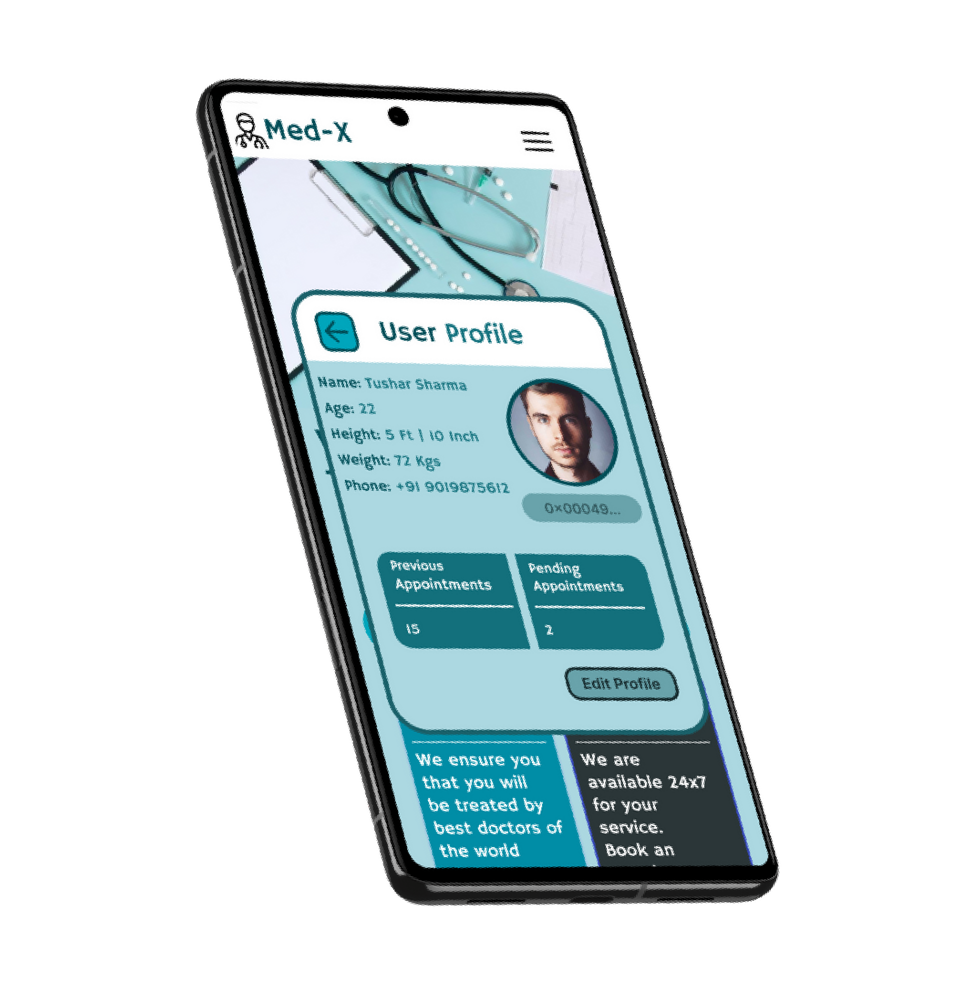 Med-X
User Profile
Name: Tushar Sharma
Age: 22
Height: 5 Ft | 10 Inch
Weight: 72 Kgs
Phone: +91 9019875612
0x00049...
Previous
Appointments
15
Pending
Appointments
2
Edit Profile
We ensure you
that you will
be treated by
best doctors of
the world
We are
available 24x7
for your
service.
Book an